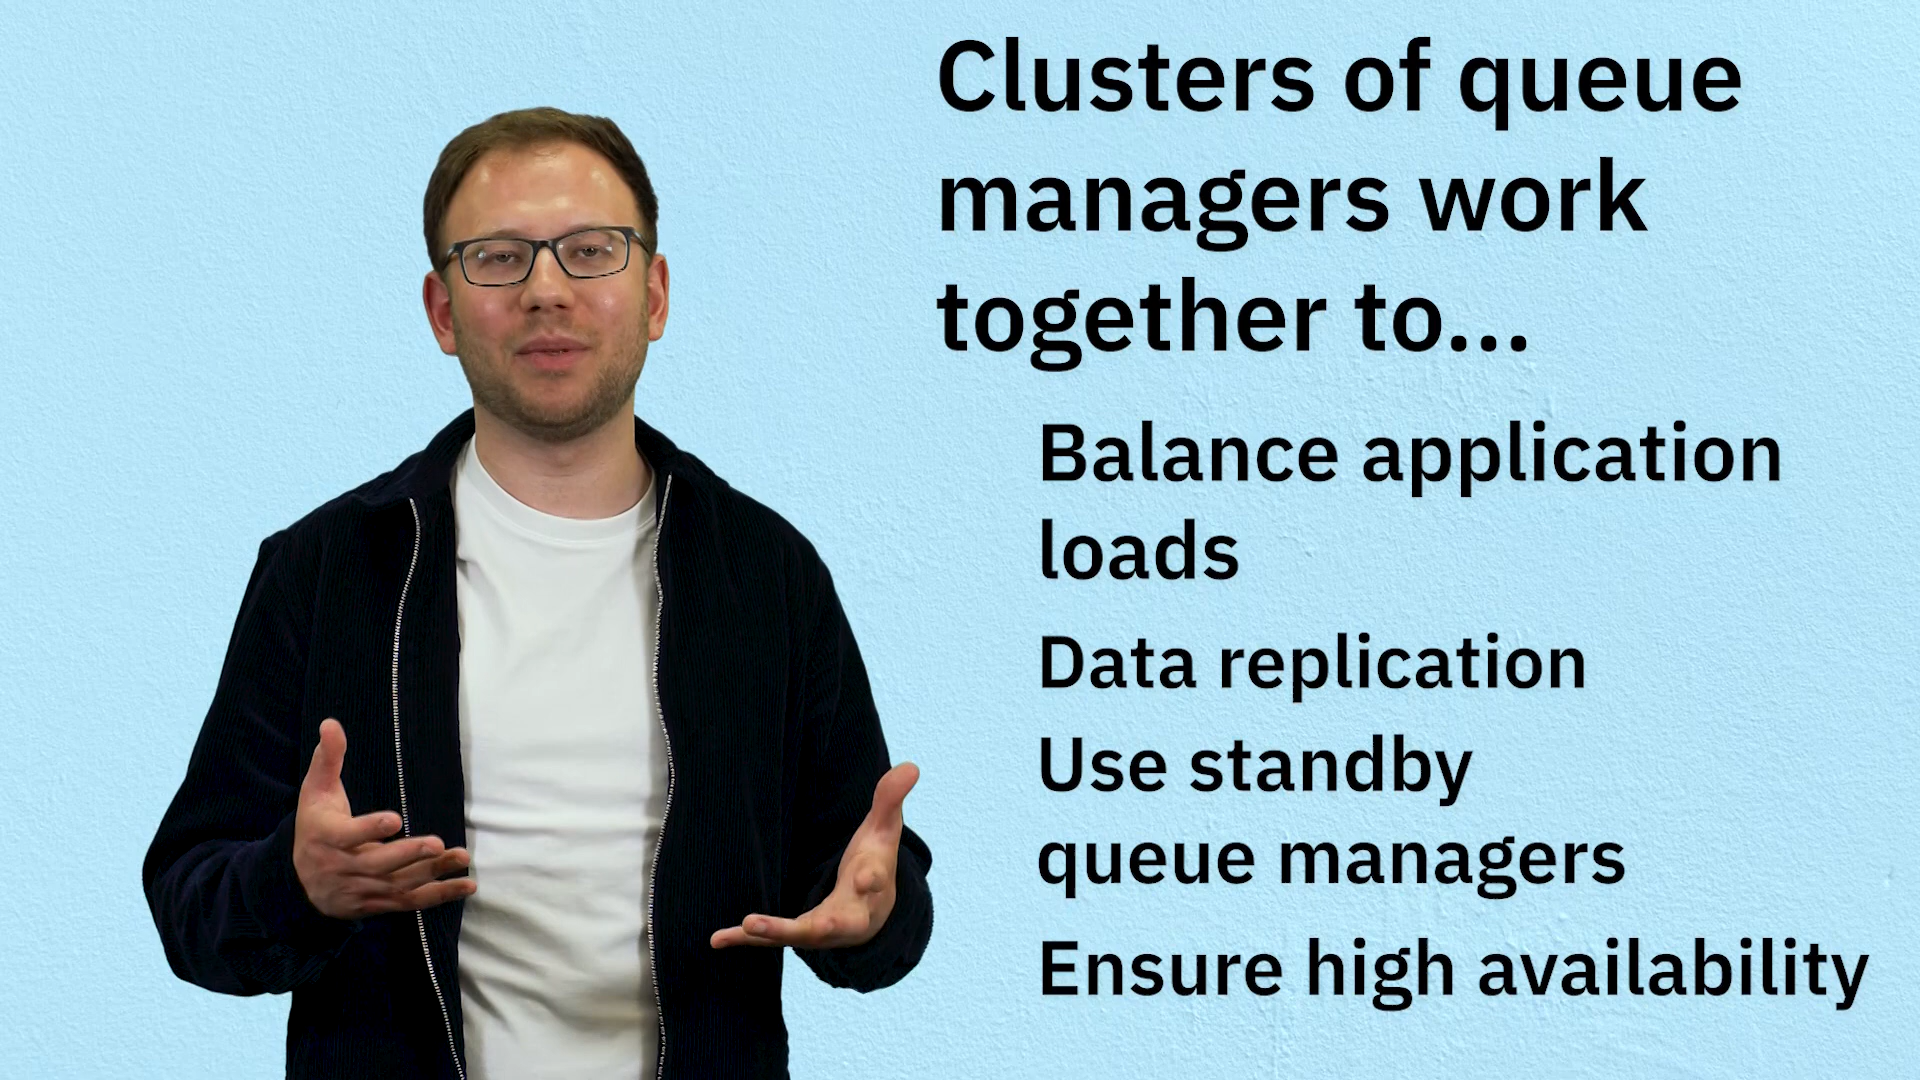 Clusters of queue
managers work
together to...
Balance application
loads
Data replication
Use standby
queue managers
Ensure high availability